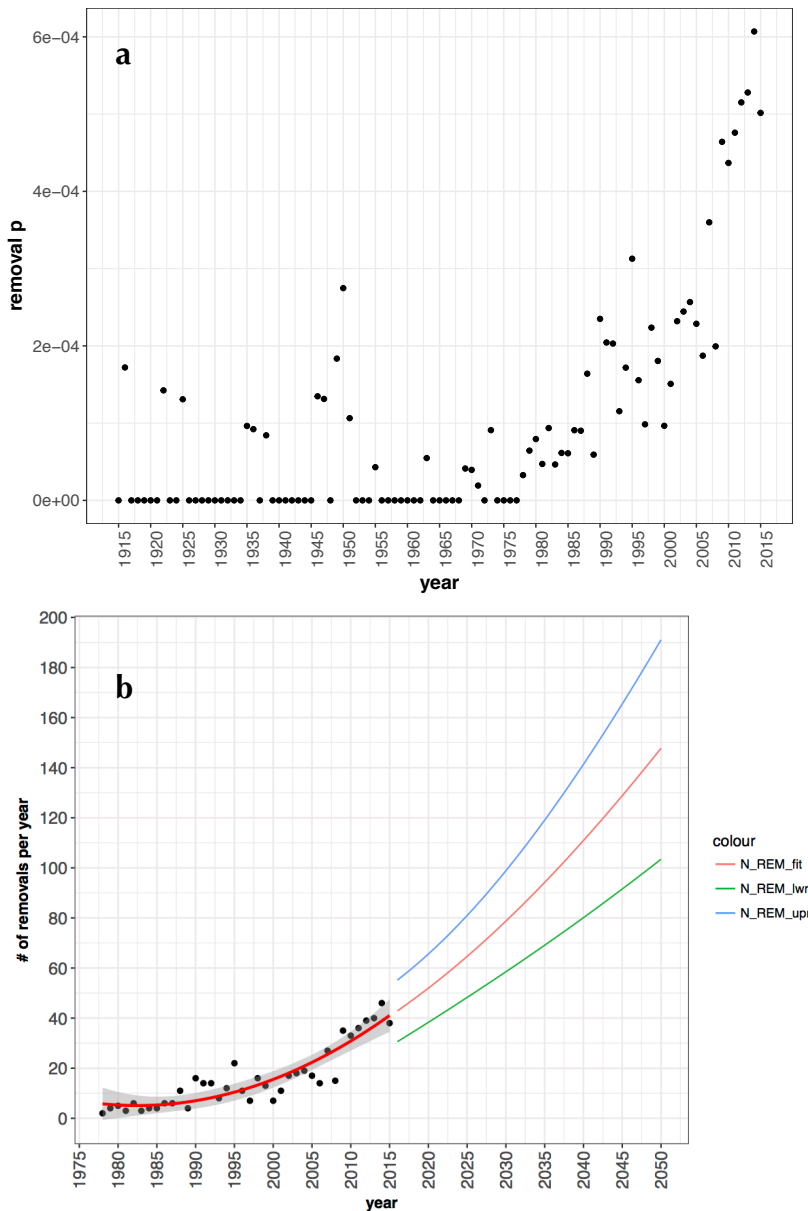 a
6e−04
4e−04
2e−04
0e+00
removal p
1915 1920 1925 1930 1935 1940 1945 1950 1955 1960 1963 1970 1975 1980 1985 1990 1995 2000 2005 2010 2015
year
b
200
180
160
140
120
100
80
60
40
20
0
# of removals per year
1975 1980 1985 1990 1995 2000 2005 2010 2015 2020 2025 2030 2035 2040 2045 2050
year
colour
N_REM_fit
N_REM_lwr
N_REM_upr